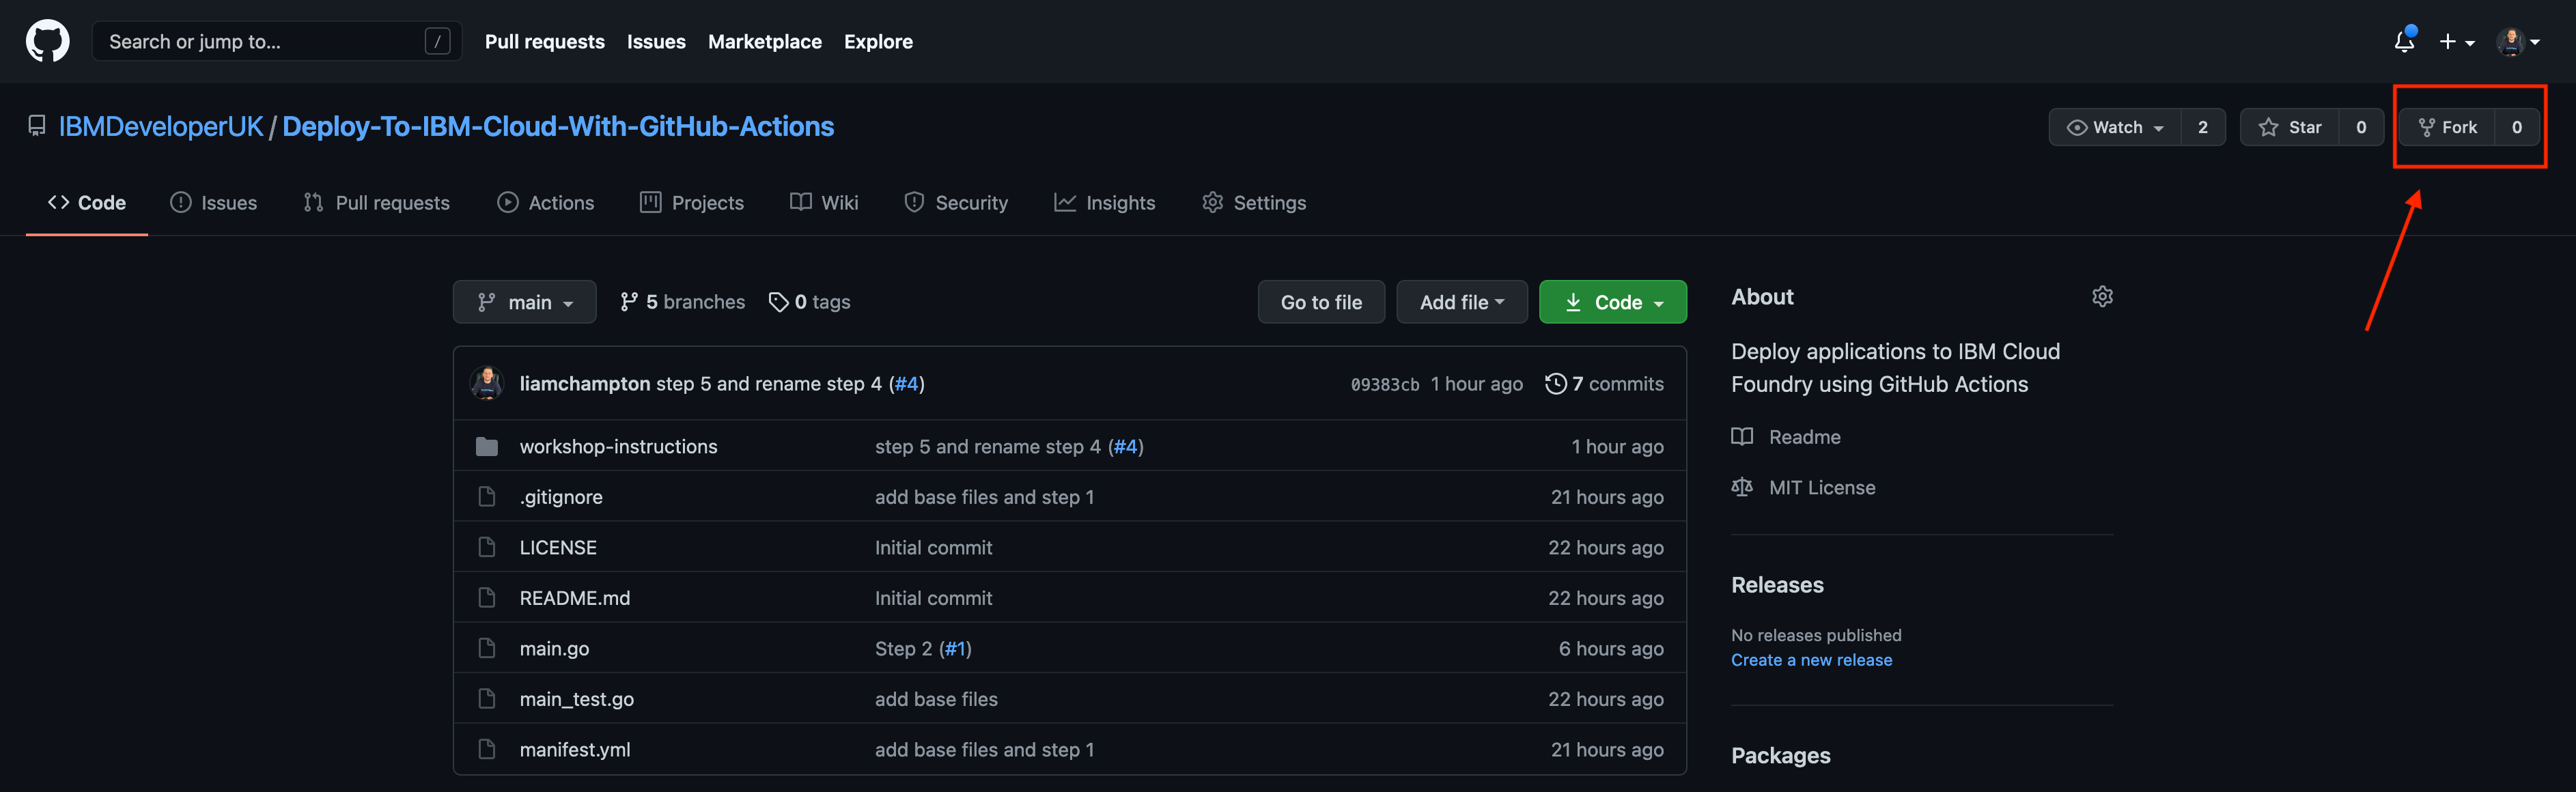 Search or jump to... / Pull requests Issues Marketplace Explore
IBMDeveloperUK / Deploy-To-IBM-Cloud-With-GitHub-Actions Watch 2 Star 0 Fork 0
Code Issues Pull requests Actions Projects Wiki Security Insights Settings
main 5 branches 0 tags Go to file Add file Code
About
Deploy applications to IBM Cloud
Foundry using GitHub Actions
Readme
MIT License
Releases
No releases published
Create a new release
Packages
liamchampton step 5 and rename step 4 (#4) 09383cb 1 hour ago 7 commits
workshop-instructions step 5 and rename step 4 (#4) 1 hour ago
.gitignore add base files and step 1 21 hours ago
LICENSE Initial commit 22 hours ago
README.md Initial commit 22 hours ago
main.go Step 2 (#1) 6 hours ago
main_test.go add base files 22 hours ago
manifest.yml add base files and step 1 21 hours ago